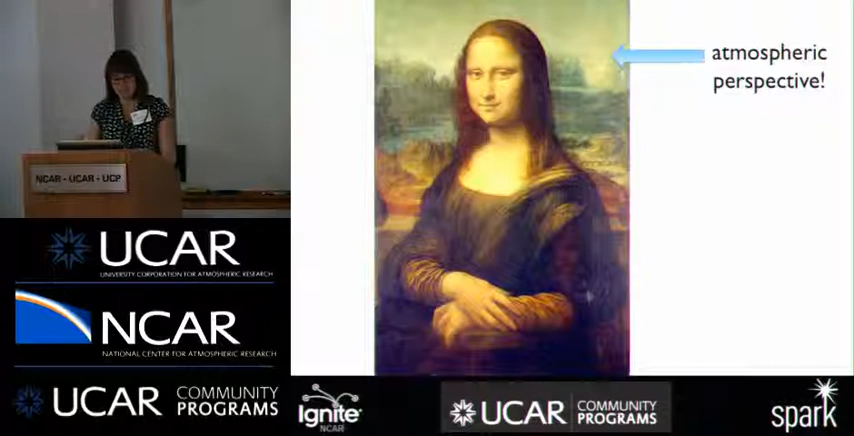 atmospheric
perspective!
NCAR - UCAR - UCP
UCAR
UNIVERSITY CORPORATION FOR ATMOSPHERIC RESEARCH
NCAR
NATIONAL CENTER FOR ATMOSPHERIC RESEARCH
UCAR COMMUNITY
PROGRAMS
Ignite
NCAR
UCAR COMMUNITY
PROGRAMS
spark